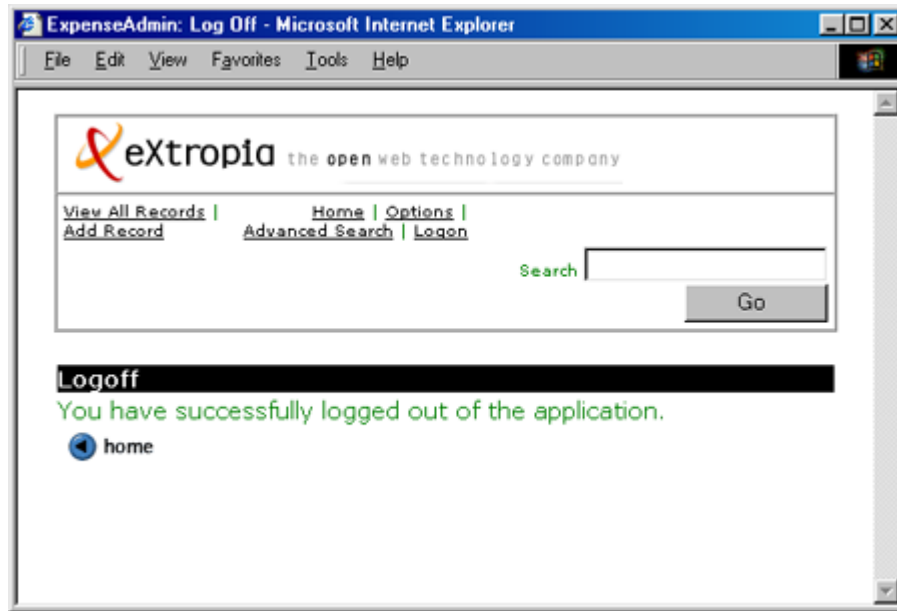 ExpenseAdmin: Log Off - Microsoft Internet Explorer
File Edit View Favorites Tools Help
eXtropia the open web technology company
View All Records | Home | Options |
Add Record Advanced Search | Logon
Search
Go
Logoff
You have successfully logged out of the application.
home